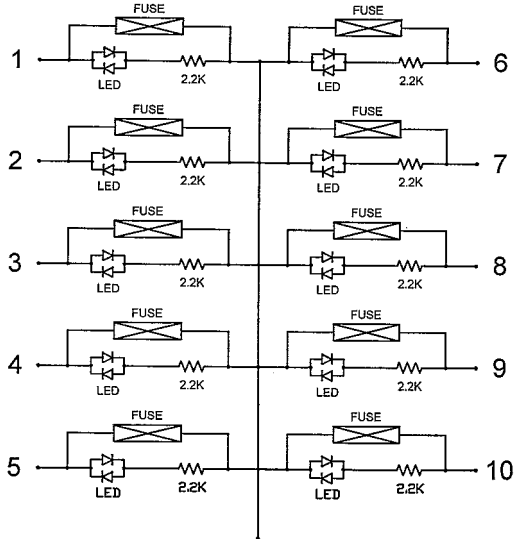 FUSE FUSE
1 6
LED 2.2K LED 2.2K
FUSE FUSE
2 7
LED 2.2K LED 2.2K
FUSE FUSE
3 8
LED 2.2K LED 2.2K
FUSE FUSE
4 9
LED 2.2K LED 2.2K
FUSE FUSE
5 10
LED 2.2K LED 2.2K